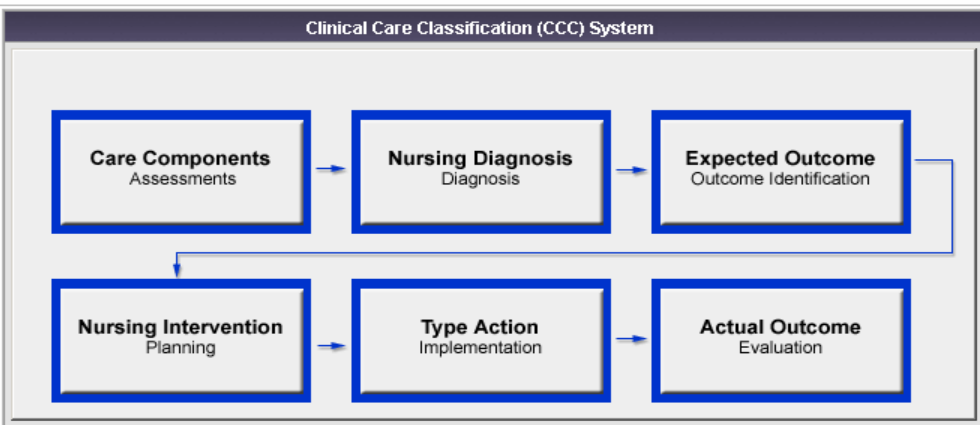 Clinical Care Classification (CCC) System
Care Components
Assessments
Nursing Diagnosis
Diagnosis
Expected Outcome
Outcome Identification
Nursing Intervention
Planning
Type Action
Implementation
Actual Outcome
Evaluation